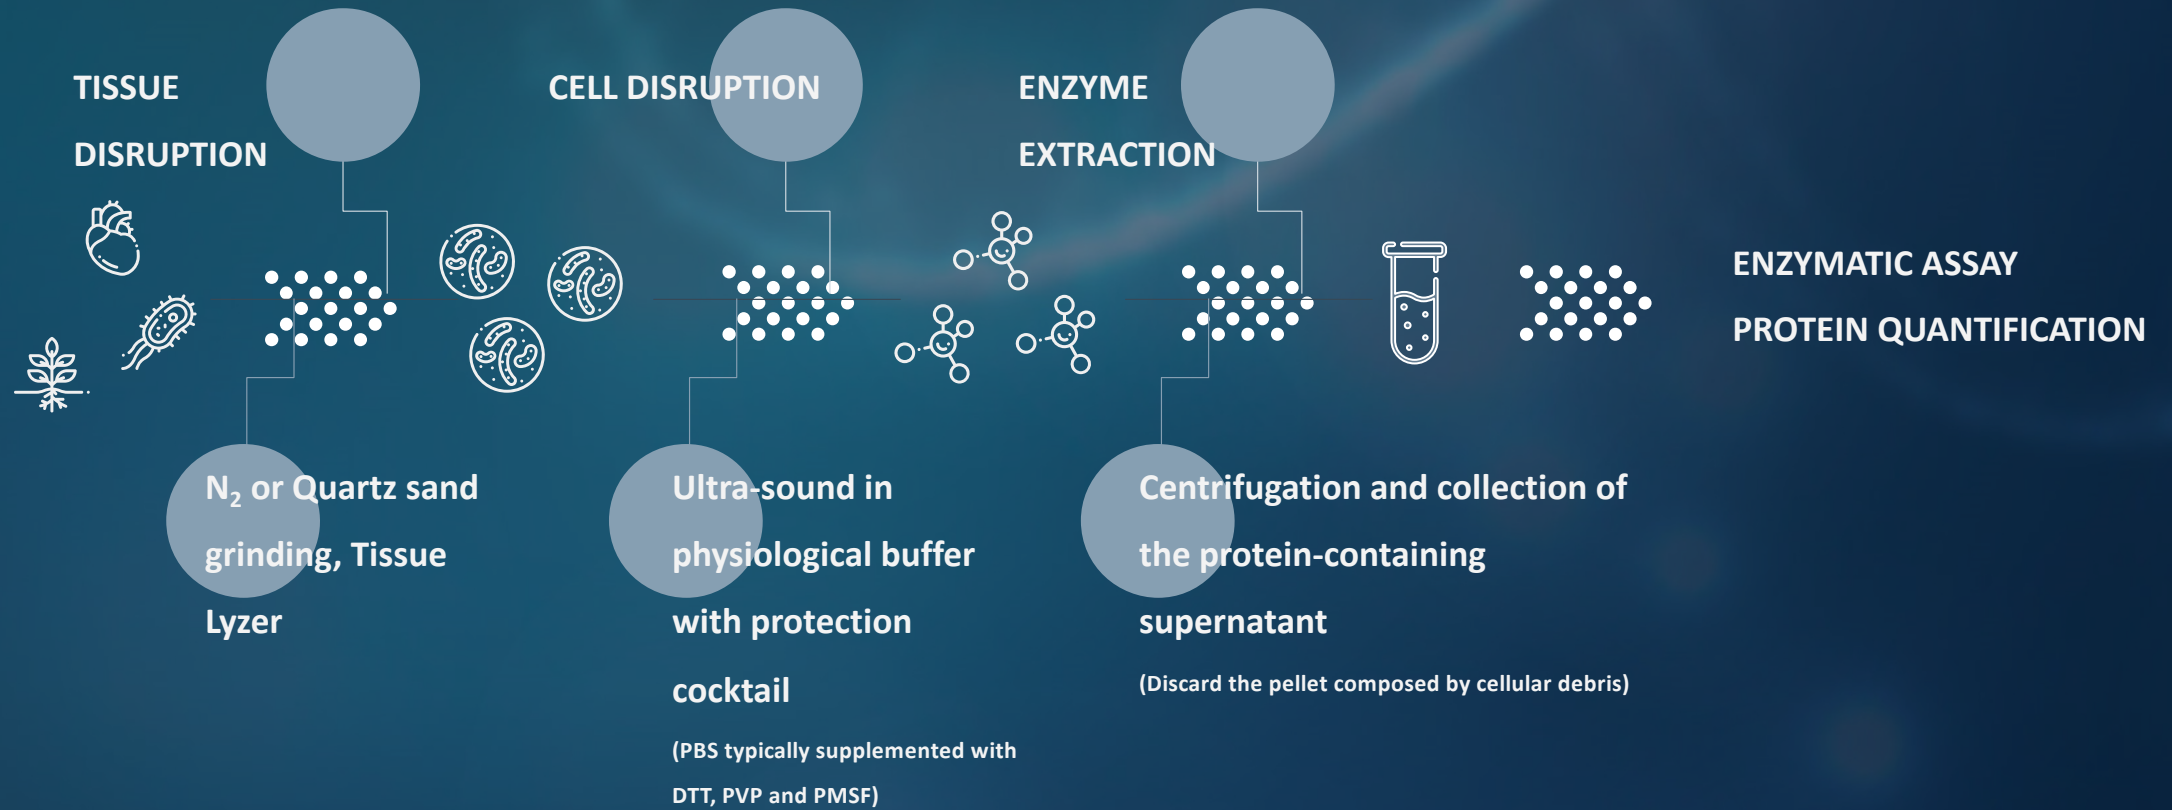 TISSUE
DISRUPTION
CELL DISRUPTION
ENZYME
EXTRACTION
ENZYMATIC ASSAY
PROTEIN QUANTIFICATION
N₂ or Quartz sand
grinding, Tissue
Lyzer
Ultra-sound in
physiological buffer
with protection
cocktail
(PBS typically supplemented with
DTT, PVP and PMSF)
Centrifugation and collection of
the protein-containing
supernatant
(Discard the pellet composed by cellular debris)